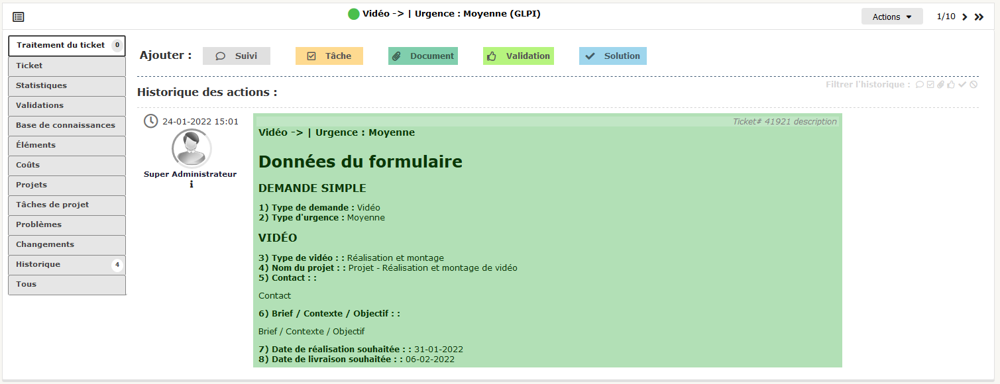 Vidéo -> | Urgence : Moyenne (GLPI)
Actions
1/10
Traitement du ticket 0
Ticket
Statistiques
Validations
Base de connaissances
Éléments
Coûts
Projets
Tâches de projet
Problèmes
Changements
Historique 4
Tous
Ajouter : Suivi Tâche Document Validation Solution
Historique des actions :
Filtrer l'historique :
24-01-2022 15:01
Super Administrateur
Ticket# 41921 description
Vidéo -> | Urgence : Moyenne
Données du formulaire
DEMANDE SIMPLE
1) Type de demande : Vidéo
2) Type d'urgence : Moyenne
VIDÉO
3) Type de vidéo : : Réalisation et montage
4) Nom du projet : : Projet - Réalisation et montage de vidéo
5) Contact : :
Contact
6) Brief / Contexte / Objectif : :
Brief / Contexte / Objectif
7) Date de réalisation souhaitée : : 31-01-2022
8) Date de livraison souhaitée : : 06-02-2022